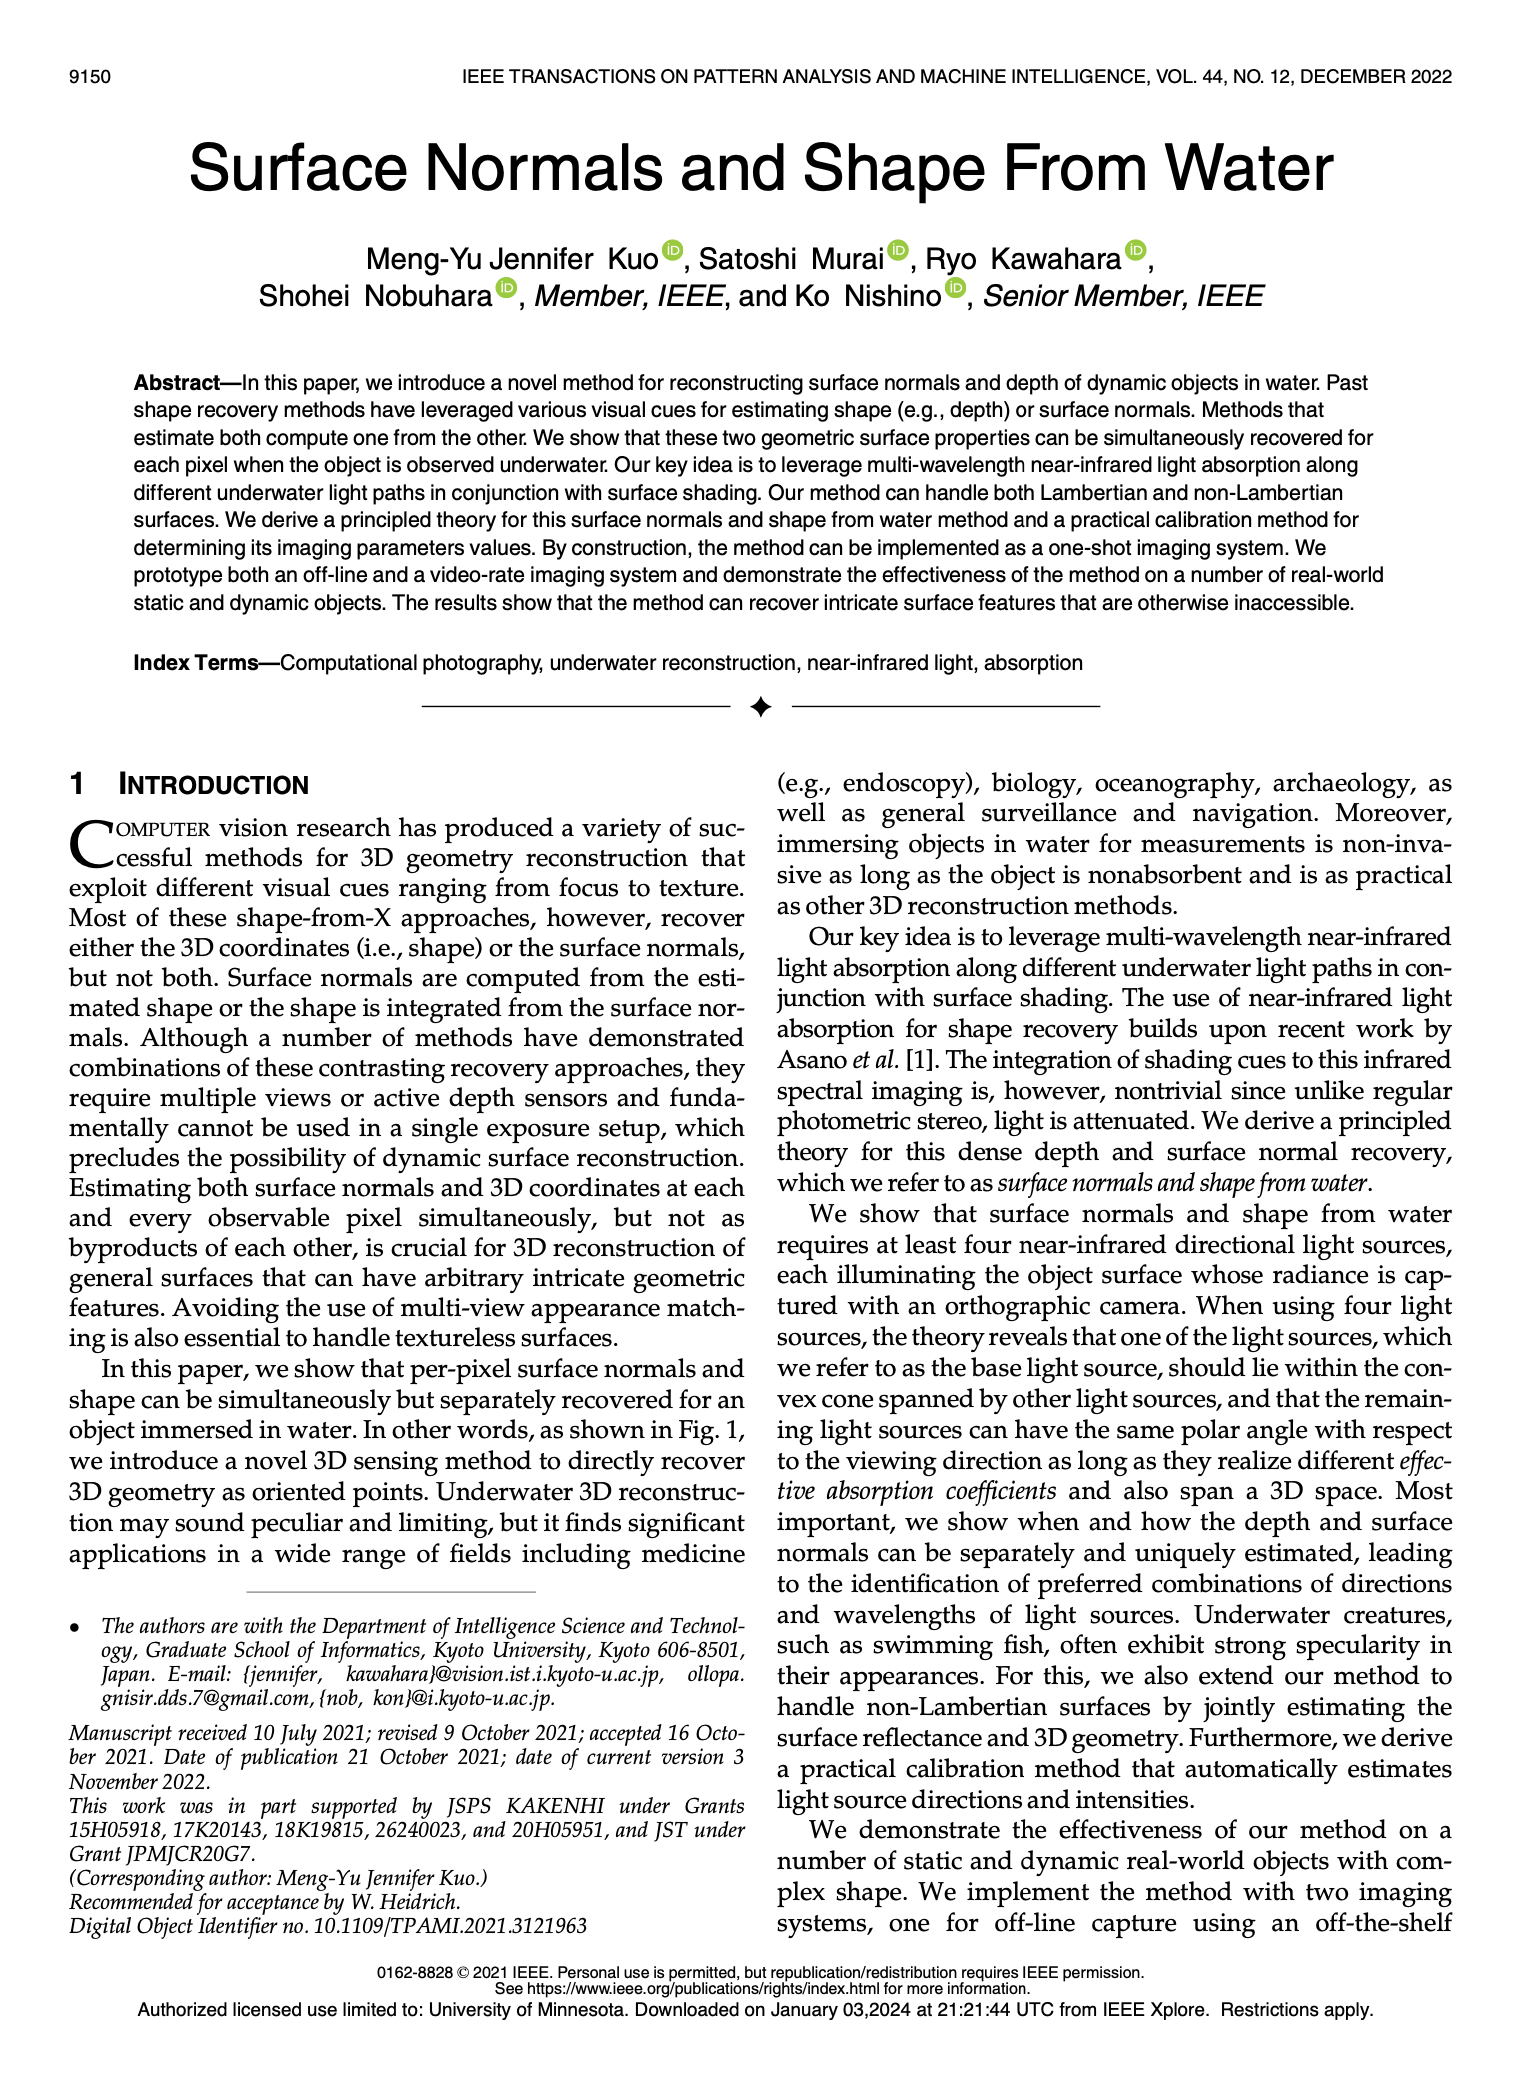 9150 IEEE TRANSACTIONS ON PATTERN ANALYSIS AND MACHINE INTELLIGENCE, VOL. 44, NO. 12, DECEMBER 2022
Surface Normals and Shape From Water
Meng-Yu Jennifer Kuo iD, Satoshi Murai iD, Ryo Kawahara iD,
Shohei Nobuhara iD, Member, IEEE, and Ko Nishino iD, Senior Member, IEEE
Abstract—In this paper, we introduce a novel method for reconstructing surface normals and depth of dynamic objects in water. Past
shape recovery methods have leveraged various visual cues for estimating shape (e.g., depth) or surface normals. Methods that
estimate both compute one from the other. We show that these two geometric surface properties can be simultaneously recovered for
each pixel when the object is observed underwater. Our key idea is to leverage multi-wavelength near-infrared light absorption along
different underwater light paths in conjunction with surface shading. Our method can handle both Lambertian and non-Lambertian
surfaces. We derive a principled theory for this surface normals and shape from water method and a practical calibration method for
determining its imaging parameters values. By construction, the method can be implemented as a one-shot imaging system. We
prototype both an off-line and a video-rate imaging system and demonstrate the effectiveness of the method on a number of real-world
static and dynamic objects. The results show that the method can recover intricate surface features that are otherwise inaccessible.
Index Terms—Computational photography, underwater reconstruction, near-infrared light, absorption
1 INTRODUCTION
COMPUTER vision research has produced a variety of suc-
cessful methods for 3D geometry reconstruction that
exploit different visual cues ranging from focus to texture.
Most of these shape-from-X approaches, however, recover
either the 3D coordinates (i.e., shape) or the surface normals,
but not both. Surface normals are computed from the esti-
mated shape or the shape is integrated from the surface nor-
mals. Although a number of methods have demonstrated
combinations of these contrasting recovery approaches, they
require multiple views or active depth sensors and funda-
mentally cannot be used in a single exposure setup, which
precludes the possibility of dynamic surface reconstruction.
Estimating both surface normals and 3D coordinates at each
and every observable pixel simultaneously, but not as
byproducts of each other, is crucial for 3D reconstruction of
general surfaces that can have arbitrary intricate geometric
features. Avoiding the use of multi-view appearance match-
ing is also essential to handle textureless surfaces.
In this paper, we show that per-pixel surface normals and
shape can be simultaneously but separately recovered for an
object immersed in water. In other words, as shown in Fig. 1,
we introduce a novel 3D sensing method to directly recover
3D geometry as oriented points. Underwater 3D reconstruc-
tion may sound peculiar and limiting, but it finds significant
applications in a wide range of fields including medicine
• The authors are with the Department of Intelligence Science and Technol-
ogy, Graduate School of Informatics, Kyoto University, Kyoto 606-8501,
Japan. E-mail: {jennifer, kawahara}@vision.ist.i.kyoto-u.ac.jp, ollopa.
gnisir.dds.7@gmail.com, {nob, kon}@i.kyoto-u.ac.jp.
Manuscript received 10 July 2021; revised 9 October 2021; accepted 16 Octo-
ber 2021. Date of publication 21 October 2021; date of current version 3
November 2022.
This work was in part supported by JSPS KAKENHI under Grants
15H05918, 17K20143, 18K19815, 26240023, and 20H05951, and JST under
Grant JPMJCR20G7.
(Corresponding author: Meng-Yu Jennifer Kuo.)
Recommended for acceptance by W. Heidrich.
Digital Object Identifier no. 10.1109/TPAMI.2021.3121963
(e.g., endoscopy), biology, oceanography, archaeology, as
well as general surveillance and navigation. Moreover,
immersing objects in water for measurements is non-inva-
sive as long as the object is nonabsorbent and is as practical
as other 3D reconstruction methods.
Our key idea is to leverage multi-wavelength near-infrared
light absorption along different underwater light paths in con-
junction with surface shading. The use of near-infrared light
absorption for shape recovery builds upon recent work by
Asano et al. [1]. The integration of shading cues to this infrared
spectral imaging is, however, nontrivial since unlike regular
photometric stereo, light is attenuated. We derive a principled
theory for this dense depth and surface normal recovery,
which we refer to as surface normals and shape from water.
We show that surface normals and shape from water
requires at least four near-infrared directional light sources,
each illuminating the object surface whose radiance is cap-
tured with an orthographic camera. When using four light
sources, the theory reveals that one of the light sources, which
we refer to as the base light source, should lie within the con-
vex cone spanned by other light sources, and that the remain-
ing light sources can have the same polar angle with respect
to the viewing direction as long as they realize different effec-
tive absorption coefficients and also span a 3D space. Most
important, we show when and how the depth and surface
normals can be separately and uniquely estimated, leading
to the identification of preferred combinations of directions
and wavelengths of light sources. Underwater creatures,
such as swimming fish, often exhibit strong specularity in
their appearances. For this, we also extend our method to
handle non-Lambertian surfaces by jointly estimating the
surface reflectance and 3D geometry. Furthermore, we derive
a practical calibration method that automatically estimates
light source directions and intensities.
We demonstrate the effectiveness of our method on a
number of static and dynamic real-world objects with com-
plex shape. We implement the method with two imaging
systems, one for off-line capture using an off-the-shelf
0162-8828 © 2021 IEEE. Personal use is permitted, but republication/redistribution requires IEEE permission.
See https://www.ieee.org/publications/rights/index.html for more information.
Authorized licensed use limited to: University of Minnesota. Downloaded on January 03,2024 at 21:21:44 UTC from IEEE Xplore. Restrictions apply.